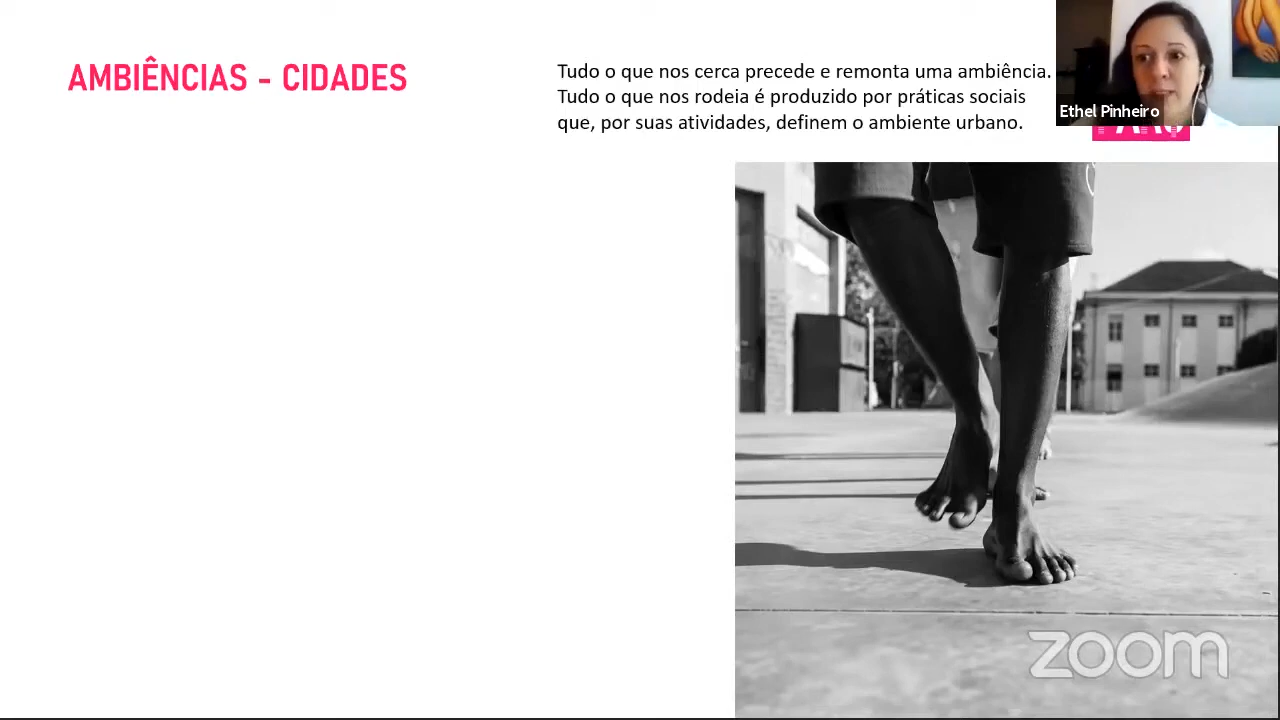 AMBIÊNCIAS - CIDADES
Tudo o que nos cerca precede e remonta uma ambiência.
Tudo o que nos rodeia é produzido por práticas sociais
que, por suas atividades, definem o ambiente urbano.
Ethel Pinheiro
zoom